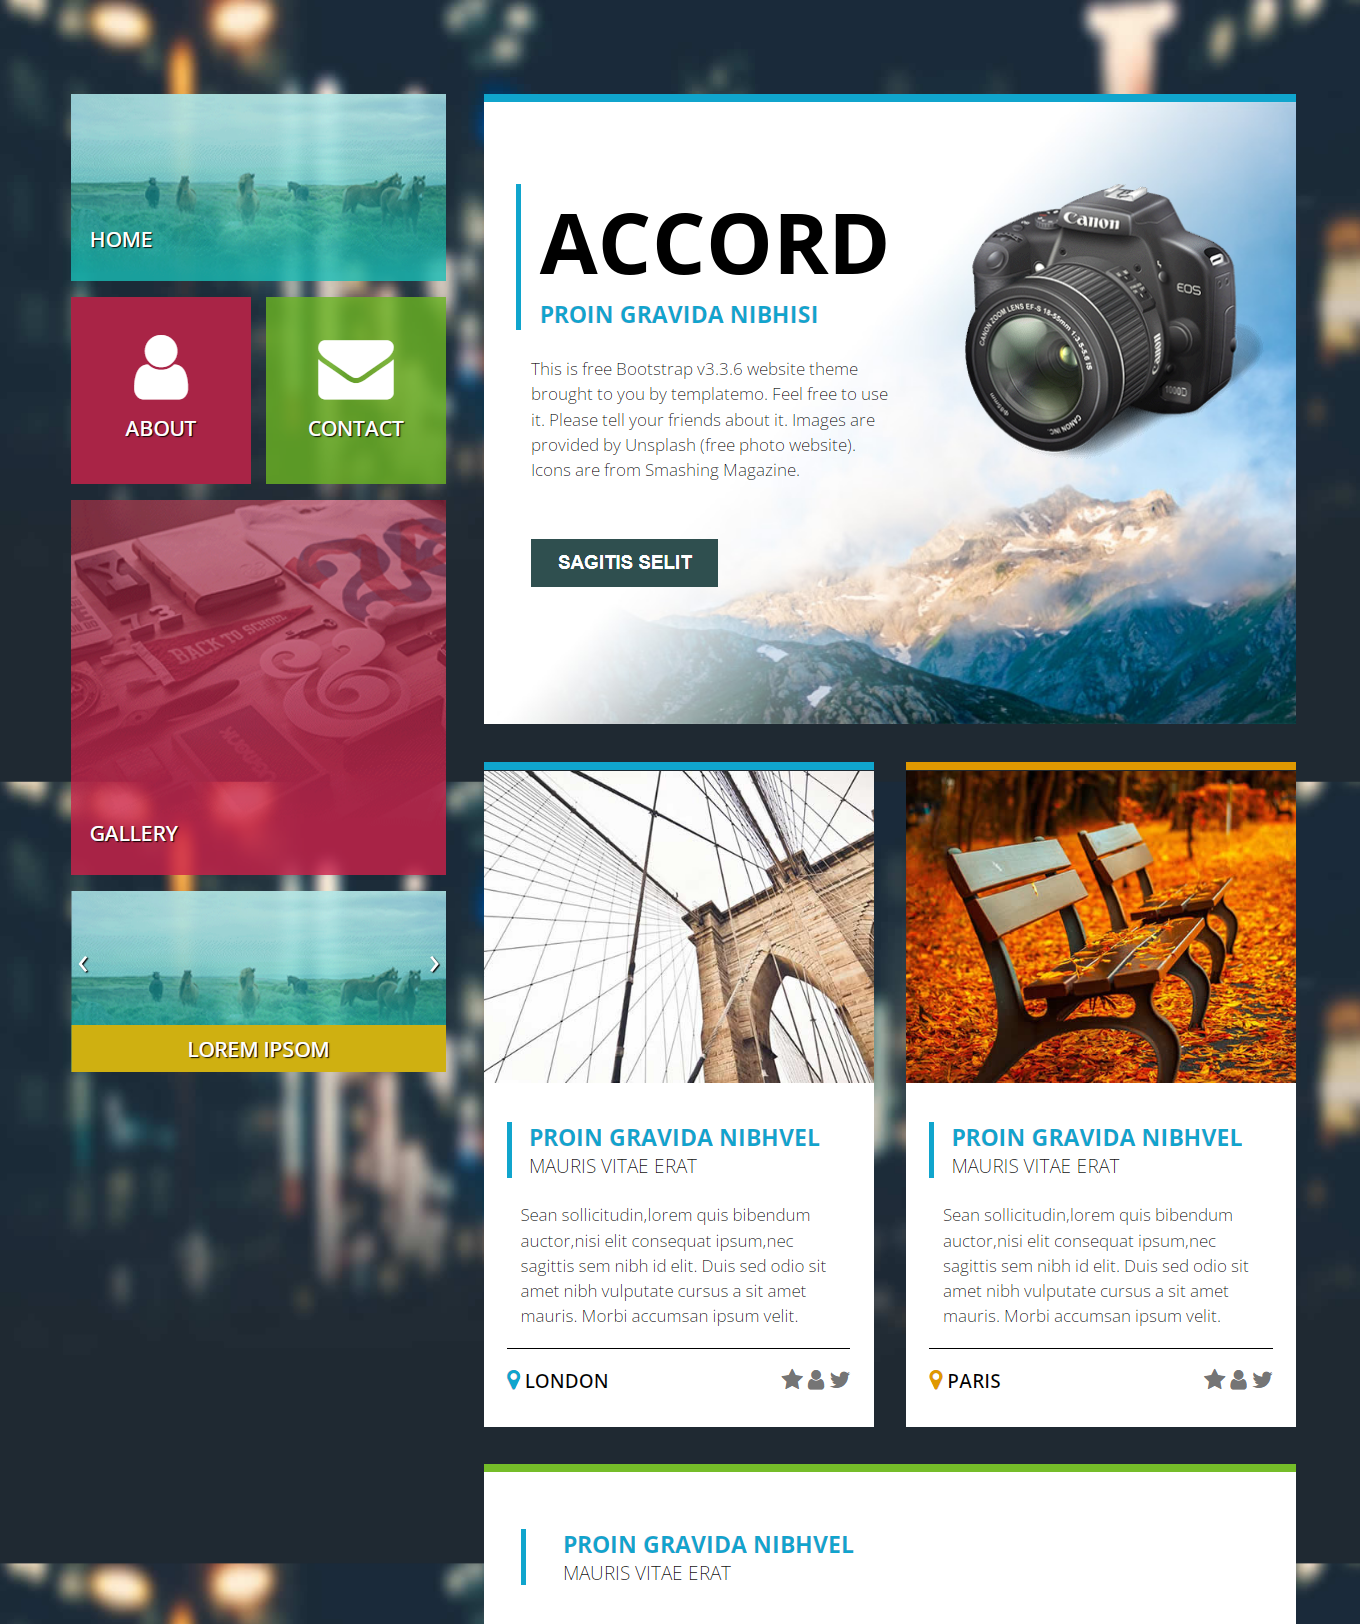 HOME
ABOUT
CONTACT
BACK TO SCHOOL
GALLERY
LOREM IPSOM
ACCORD
PROIN GRAVIDA NIBHISI
This is free Bootstrap v3.3.6 website theme
brought to you by templatemo. Feel free to use
it. Please tell your friends about it. Images are
provided by Unsplash (free photo website).
Icons are from Smashing Magazine.
SAGITIS SELIT
Canon
EOS
CANON ZOOM LENS EF-S 18-55mm 1:3.5-5.6 IS
Canon
1000D
CANON INC.
PROIN GRAVIDA NIBHVEL
MAURIS VITAE ERAT
Sean sollicitudin,lorem quis bibendum
auctor,nisi elit consequat ipsum,nec
sagittis sem nibh id elit. Duis sed odio sit
amet nibh vulputate cursus a sit amet
mauris. Morbi accumsan ipsum velit.
LONDON
PROIN GRAVIDA NIBHVEL
MAURIS VITAE ERAT
Sean sollicitudin,lorem quis bibendum
auctor,nisi elit consequat ipsum,nec
sagittis sem nibh id elit. Duis sed odio sit
amet nibh vulputate cursus a sit amet
mauris. Morbi accumsan ipsum velit.
PARIS
PROIN GRAVIDA NIBHVEL
MAURIS VITAE ERAT